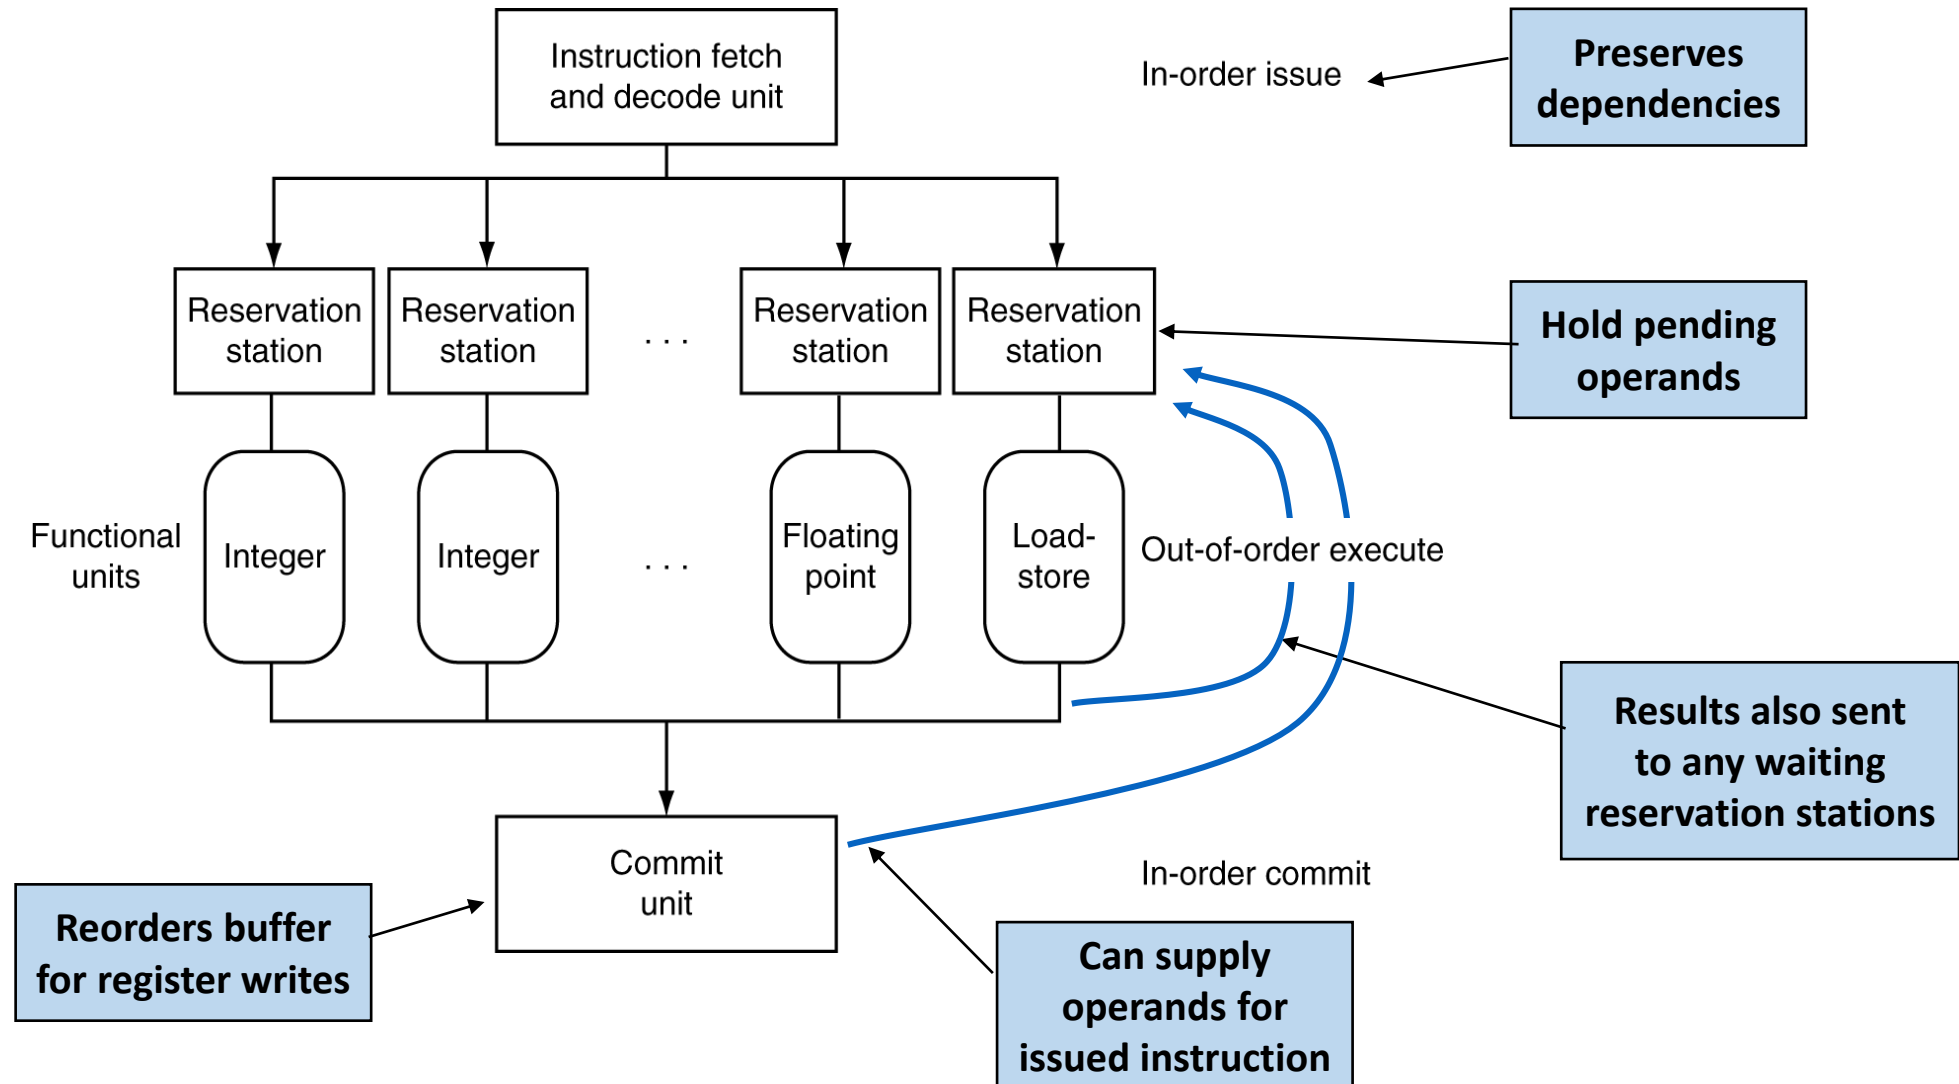 Instruction fetch
and decode unit
In-order issue
Preserves
dependencies
Reservation
station
Reservation
station
. . .
Reservation
station
Reservation
station
Hold pending
operands
Functional
units
Integer
Integer
. . .
Floating
point
Load-
store
Out-of-order execute
Results also sent
to any waiting
reservation stations
Commit
unit
In-order commit
Reorders buffer
for register writes
Can supply
operands for
issued instruction